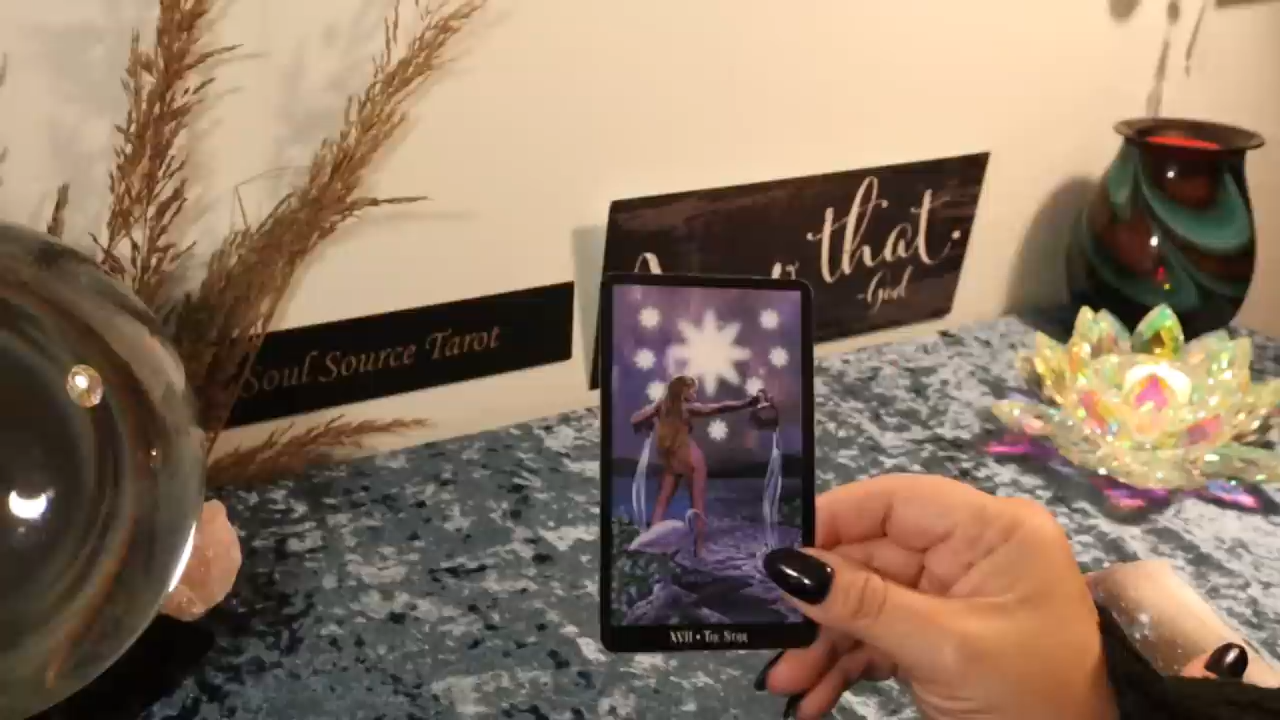 Soul Source Tarot
that.
-God
XVII • The Star